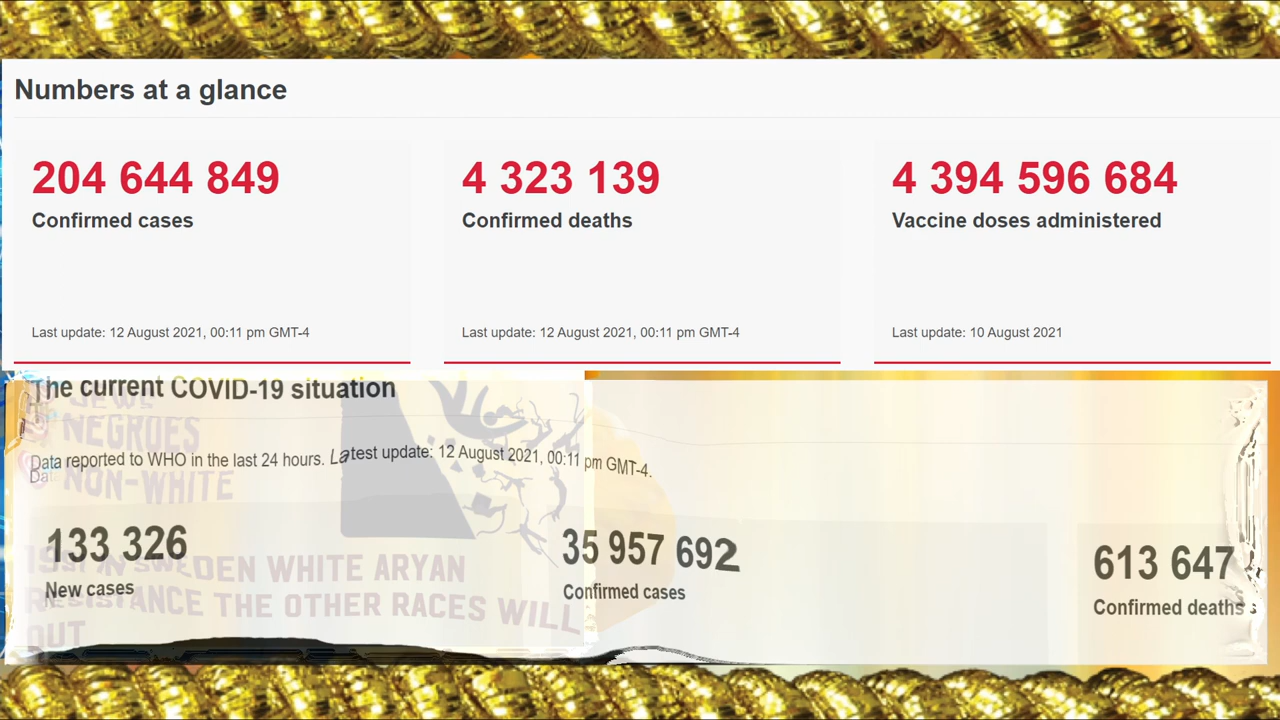 Numbers at a glance
204 644 849 4 323 139 4 394 596 684
Confirmed cases Confirmed deaths Vaccine doses administered
Last update: 12 August 2021, 00:11 pm GMT-4 Last update: 12 August 2021, 00:11 pm GMT-4 Last update: 10 August 2021
The current COVID-19 situation
JEWS
NEGROES
Data reported to WHO in the last 24 hours. Latest update: 12 August 2021, 00:11 pm GMT-4.
NON-WHITE
133 326 35 957 692 613 647
New cases Confirmed cases Confirmed deaths
IN SWEDEN WHITE ARYAN
RESISTANCE THE OTHER RACES WILL
OUT